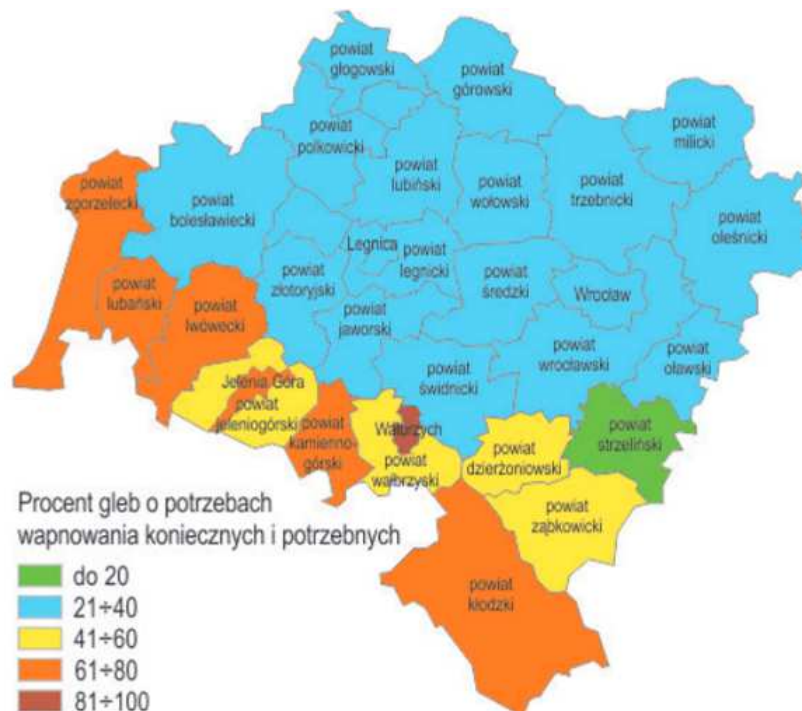 powiat
głogowski
powiat
górowski
powiat
milicki
powiat
polkowicki
powiat
lubiński
powiat
wołowski
powiat
trzebnicki
powiat
zgorzelecki
powiat
bolesławiecki
powiat
oleśnicki
Legnica
powiat
legnicki
powiat
złotoryjski
powiat
średzki
Wrocław
powiat
lubański
powiat
lwówecki
powiat
jaworski
powiat
wrocławski
powiat
oławski
powiat
świdnicki
Jelenia Góra
powiat
jeleniogórski
powiat
kamienno-
górski
Wałbrzych
powiat
wałbrzyski
powiat
dzierżoniowski
powiat
strzeliński
powiat
ząbkowicki
powiat
kłodzki
Procent gleb o potrzebach
wapnowania koniecznych i potrzebnych
do 20
21÷40
41÷60
61÷80
81÷100